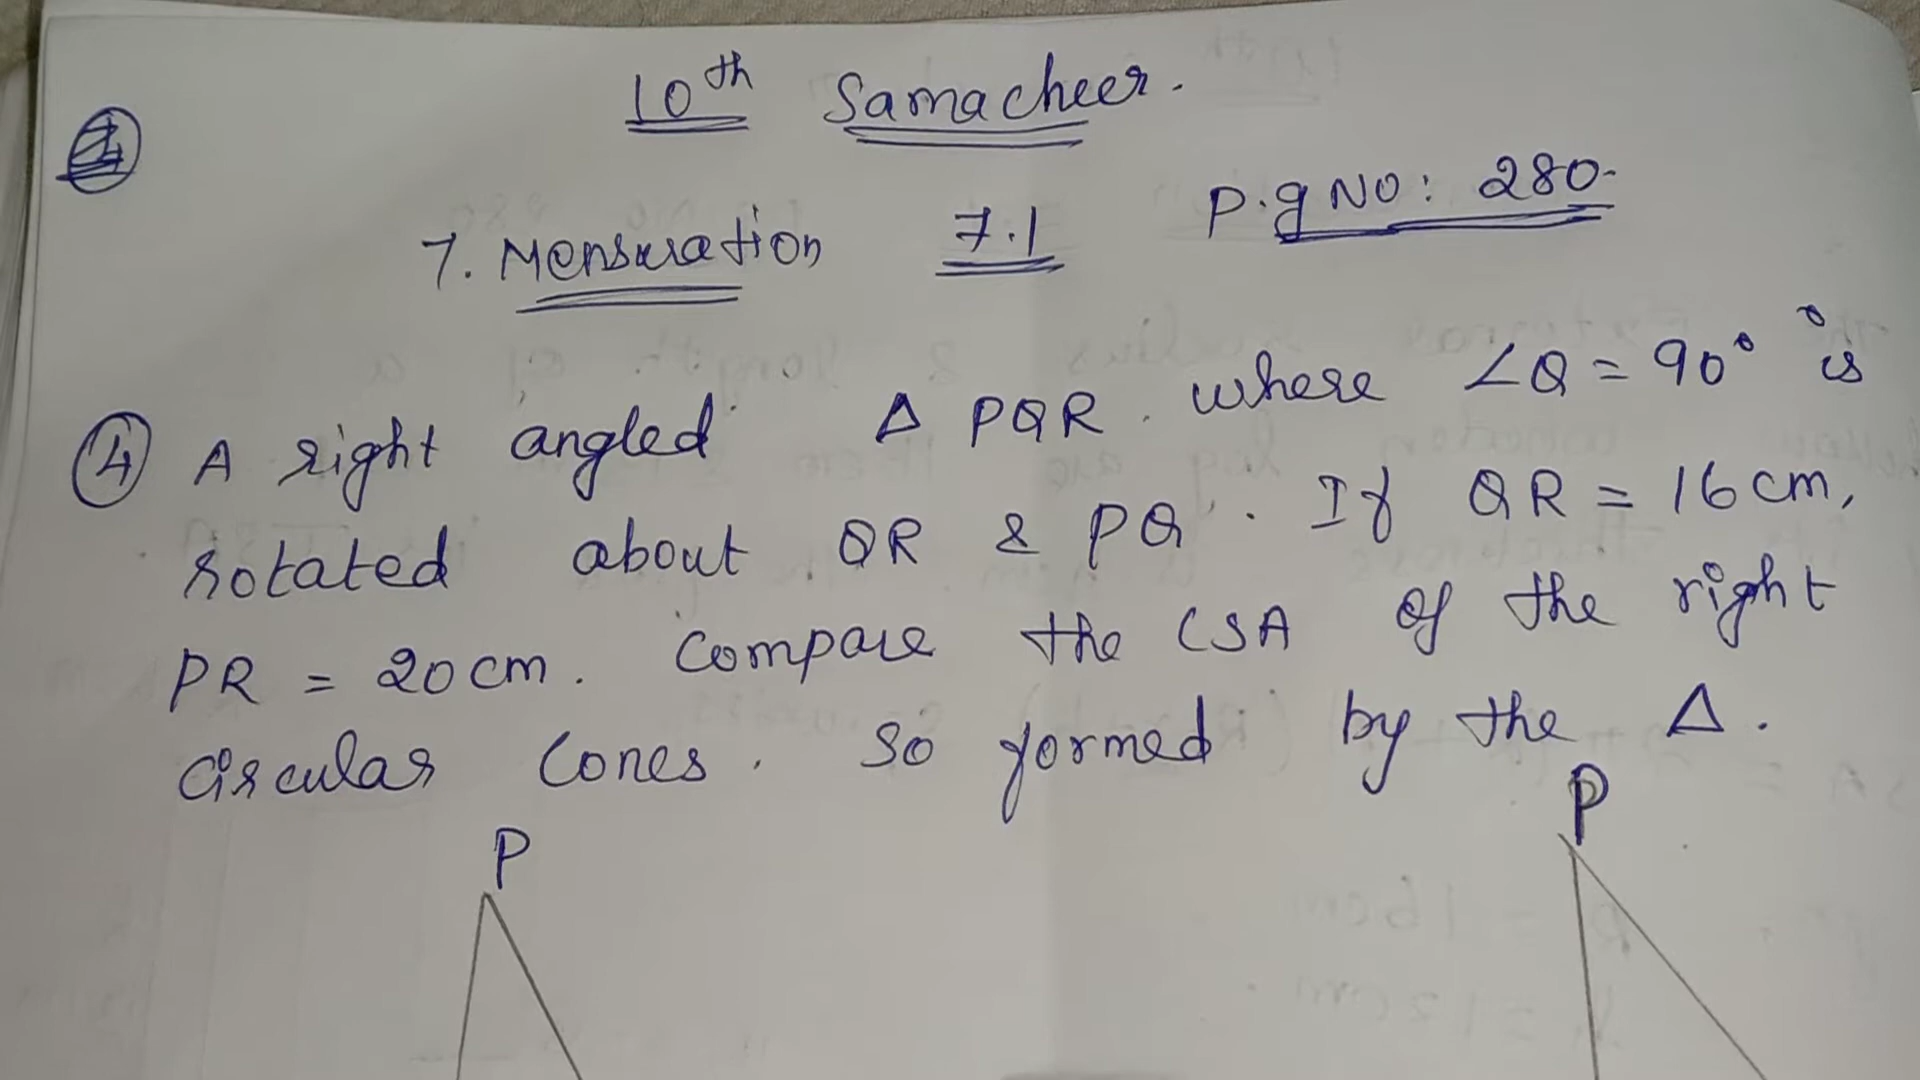 10th Samacheer.
7. Mensuration 7.1 P.g NO: 280.
④ A right angled Δ PQR. where ∠Q = 90° is
rotated about QR & PQ. If QR = 16 cm,
PR = 20 cm. Compare the CSA of the right
circular Cones. So formed by the Δ.
P P